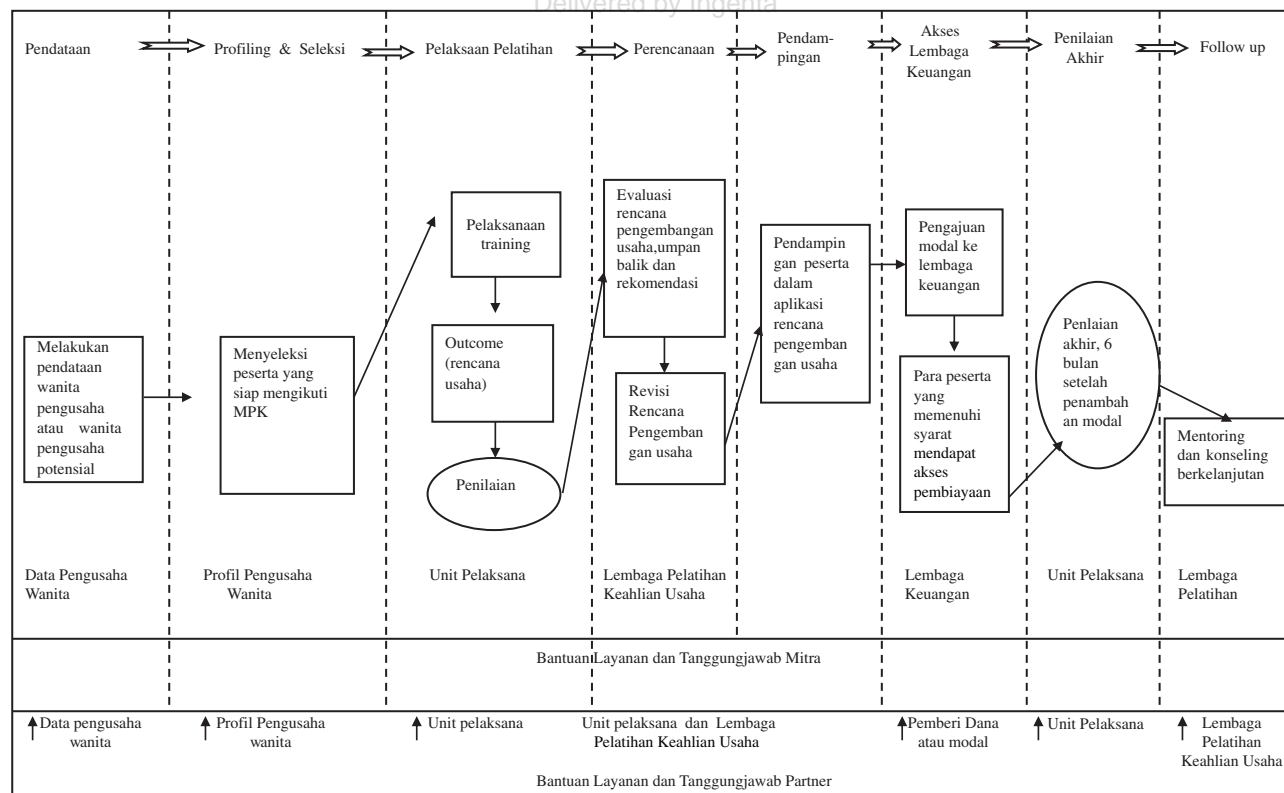 Delivered by Ingenta
Pendataan
Profiling & Seleksi
Pelaksaan Pelatihan
Perencanaan
Pendam-
pingan
Akses
Lembaga
Keuangan
Penilaian
Akhir
Follow up
Melakukan
pendataan
wanita
pengusaha
atau wanita
pengusaha
potensial
Menyeleksi
peserta yang
siap mengikuti
MPK
Pelaksanaan
training
Outcome
(rencana
usaha)
Penilaian
Evaluasi
rencana
pengembangan
usaha,umpan
balik dan
rekomendasi
Revisi
Rencana
Pengemban
gan usaha
Pendampin
gan peserta
dalam
aplikasi
rencana
pengemban
gan usaha
Pengajuan
modal ke
lembaga
keuangan
Para peserta
yang
memenuhi
syarat
mendapat
akses
pembiayaan
Penlaian
akhir, 6
bulan
setelah
penambah
an modal
Mentoring
dan konseling
berkelanjutan
Data Pengusaha
Wanita
Profil Pengusaha
Wanita
Unit Pelaksana
Lembaga Pelatihan
Keahlian Usaha
Lembaga
Keuangan
Unit Pelaksana
Lembaga
Pelatihan
Bantuan Layanan dan Tanggungjawab Mitra
Data pengusaha
wanita
Profil Pengusaha
wanita
Unit pelaksana
Unit pelaksana dan Lembaga
Pelatihan Keahlian Usaha
Pemberi Dana
atau modal
Unit Pelaksana
Lembaga
Pelatihan
Keahlian Usaha
Bantuan Layanan dan Tanggungjawab Partner